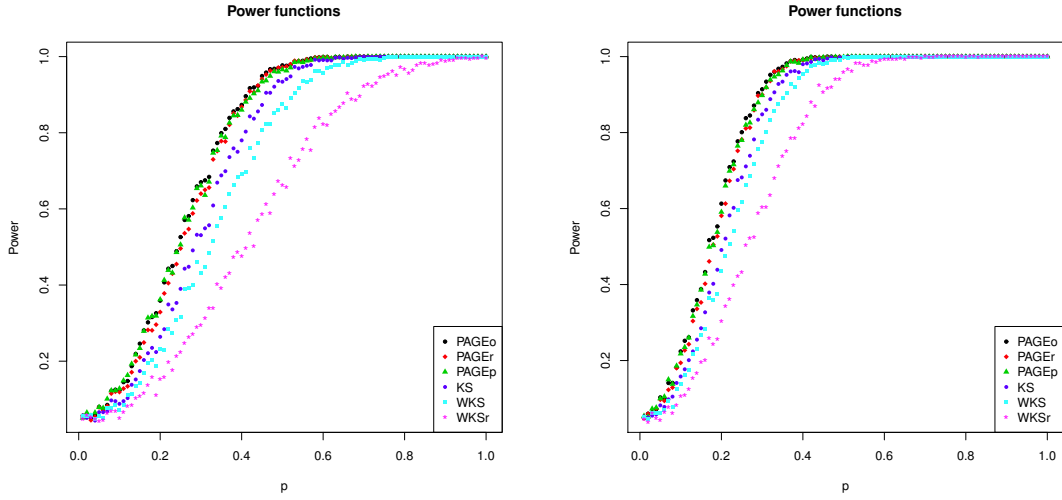 Power functions
Power
1.0
0.8
0.6
0.4
0.2
0.0 0.2 0.4 0.6 0.8 1.0
p
PAGEo
PAGEr
PAGEp
KS
WKS
WKSr
Power functions
Power
1.0
0.8
0.6
0.4
0.2
0.0 0.2 0.4 0.6 0.8 1.0
p
PAGEo
PAGEr
PAGEp
KS
WKS
WKSr